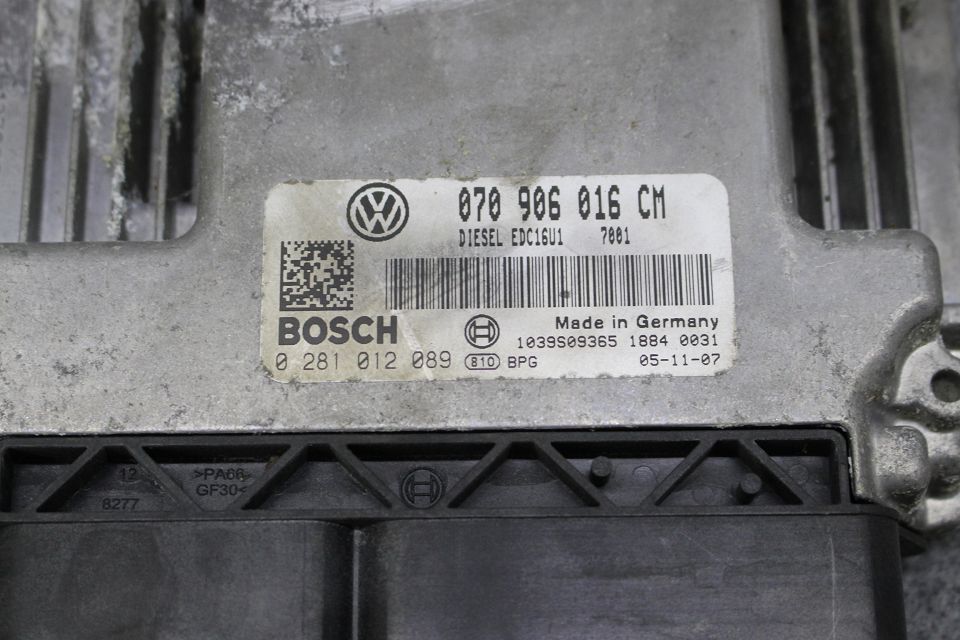 070 906 016 CM
DIESEL EDC16U1 7001
BOSCH
Made in Germany
1039S09365 1884 0031
0 281 012 089 810 BPG 05-11-07
12 >PA66-
GF30<
8277